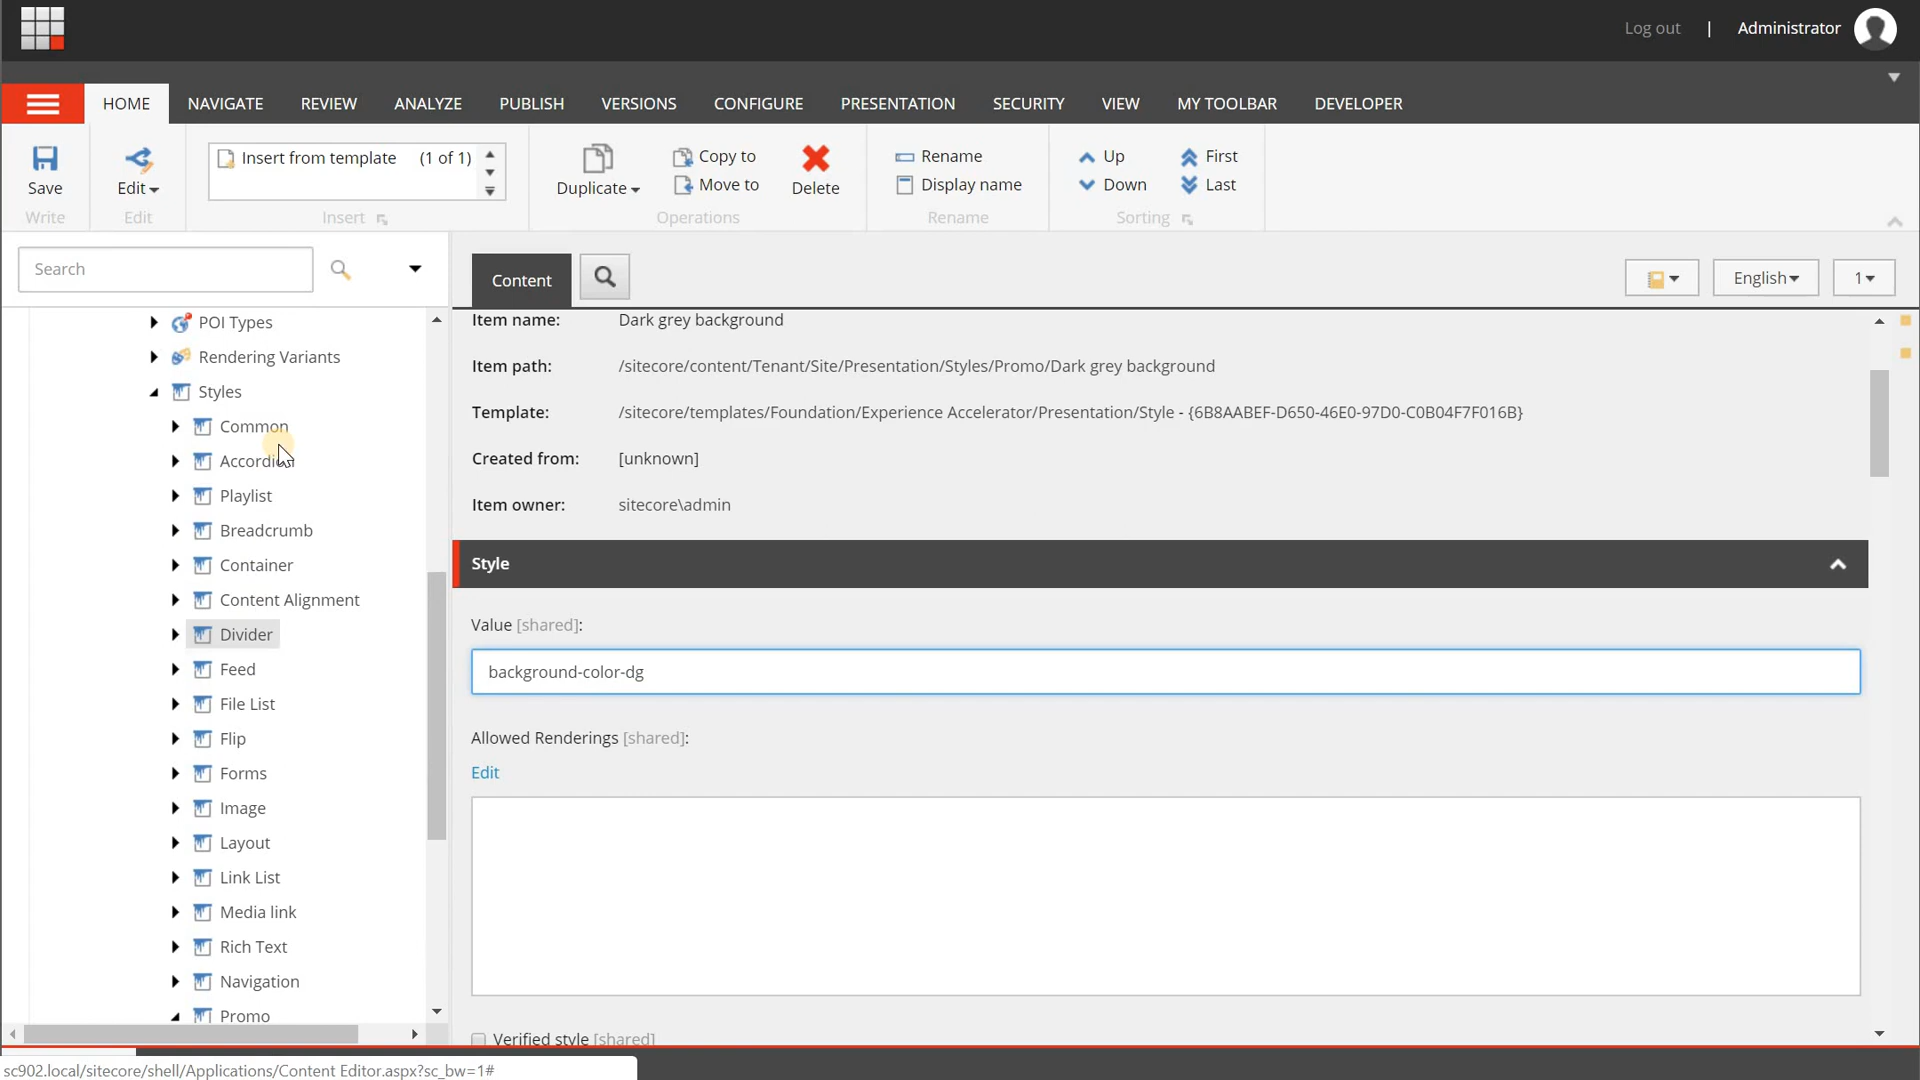 Log out | Administrator
HOME NAVIGATE REVIEW ANALYZE PUBLISH VERSIONS CONFIGURE PRESENTATION SECURITY VIEW MY TOOLBAR DEVELOPER
Save
Write
Edit
Edit
Insert from template (1 of 1)
Insert
Duplicate
Copy to
Move to
Delete
Operations
Rename
Display name
Rename
Up
Down
First
Last
Sorting
Search
POI Types
Rendering Variants
Styles
Common
Accordion
Playlist
Breadcrumb
Container
Content Alignment
Divider
Feed
File List
Flip
Forms
Image
Layout
Link List
Media link
Rich Text
Navigation
Promo
Content
English
1
Item name: Dark grey background
Item path: /sitecore/content/Tenant/Site/Presentation/Styles/Promo/Dark grey background
Template: /sitecore/templates/Foundation/Experience Accelerator/Presentation/Style - {6B8AABEF-D650-46E0-97D0-C0B04F7F016B}
Created from: [unknown]
Item owner: sitecore\admin
Style
Value [shared]:
background-color-dg
Allowed Renderings [shared]:
Edit
Verified style [shared]
sc902.local/sitecore/shell/Applications/Content Editor.aspx?sc_bw=1#